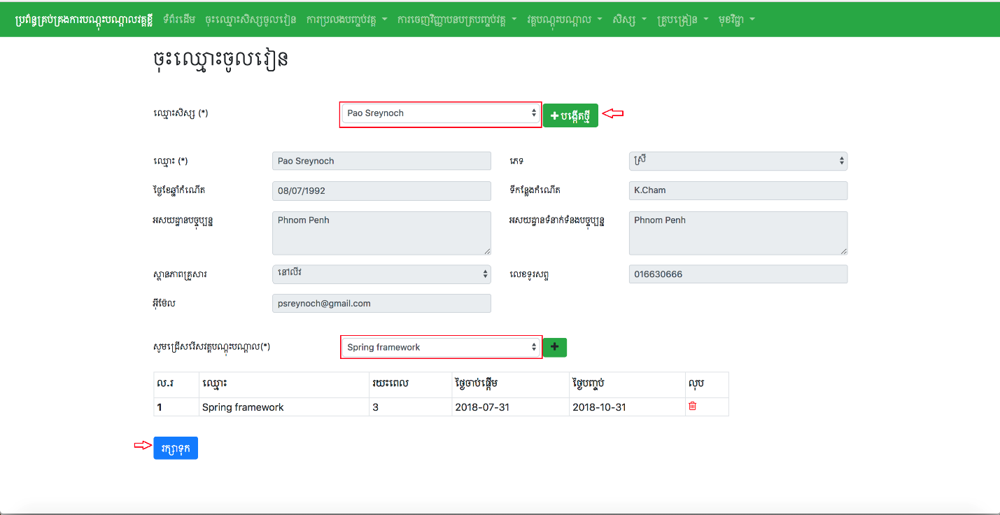 ប្រព័ន្ធគ្រប់គ្រងការបណ្តុះបណ្តាលវគ្គខ្លី ទំព័រដើម ចុះឈ្មោះសិស្សចូលរៀន ការប្រលងបញ្ចប់វគ្គ ការចេញវិញ្ញាបនបត្របញ្ចប់វគ្គ វគ្គបណ្តុះបណ្តាល សិស្ស គ្រូបង្រៀន មុខវិជ្ជា
ចុះឈ្មោះចូលរៀន
ឈ្មោះសិស្ស (*) Pao Sreynoch +បង្កើតថ្មី
ឈ្មោះ (*) Pao Sreynoch ភេទ ស្រី
ថ្ងៃខែឆ្នាំកំណើត 08/07/1992 ទីកន្លែងកំណើត K.Cham
អសយដ្ឋានបច្ចុប្បន្ន Phnom Penh អសយដ្ឋានទំនាក់ទំនងបច្ចុប្បន្ន Phnom Penh
ស្ថានភាពគ្រួសារ នៅលីវ លេខទូរសព្ទ 016630666
អ៊ីម៉ែល psreynoch@gmail.com
សូមជ្រើសរើសវគ្គបណ្តុះបណ្តាល(*) Spring framework +
ល.រ ឈ្មោះ រយះពេល ថ្ងៃចាប់ផ្តើម ថ្ងៃបញ្ចប់ លុប
1 Spring framework 3 2018-07-31 2018-10-31
រក្សាទុក